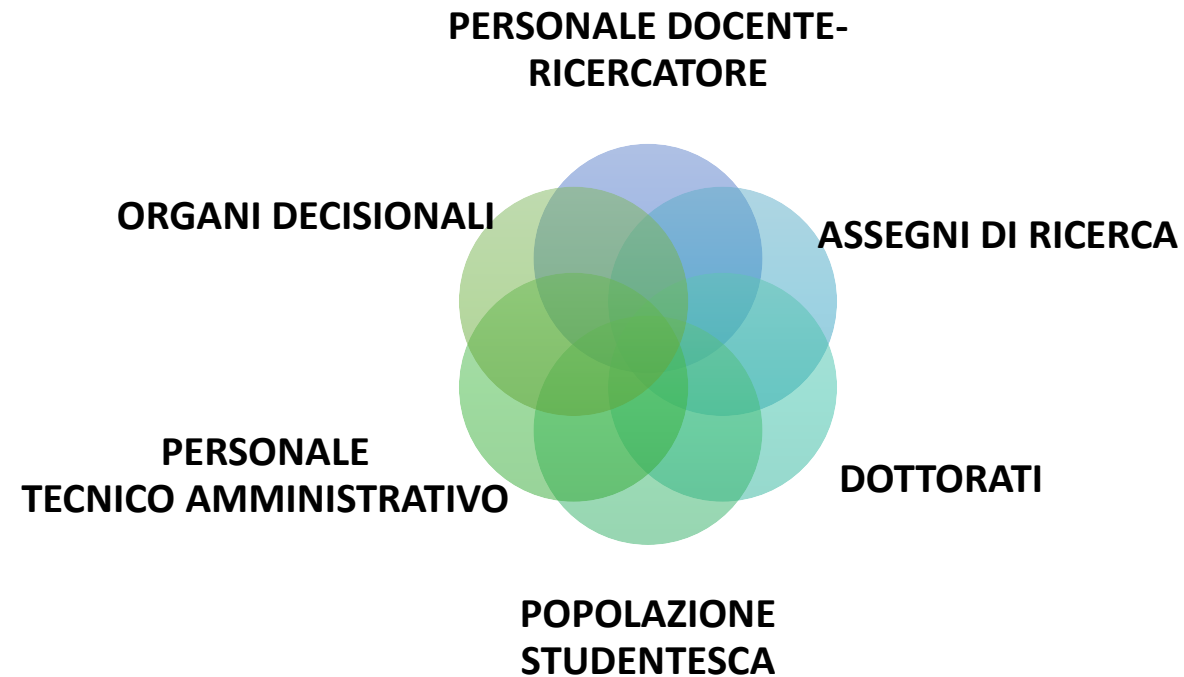 PERSONALE DOCENTE-
RICERCATORE
ORGANI DECISIONALI
ASSEGNI DI RICERCA
PERSONALE
TECNICO AMMINISTRATIVO
DOTTORATI
POPOLAZIONE
STUDENTESCA